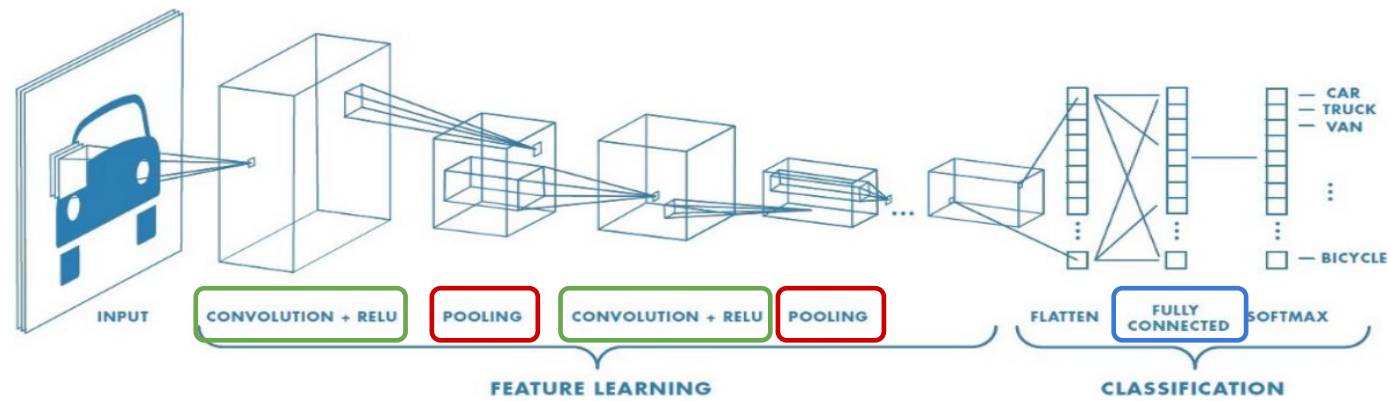 CAR
TRUCK
VAN
BICYCLE
INPUT
CONVOLUTION + RELU
POOLING
CONVOLUTION + RELU
POOLING
FLATTEN
FULLY
CONNECTED
SOFTMAX
FEATURE LEARNING
CLASSIFICATION